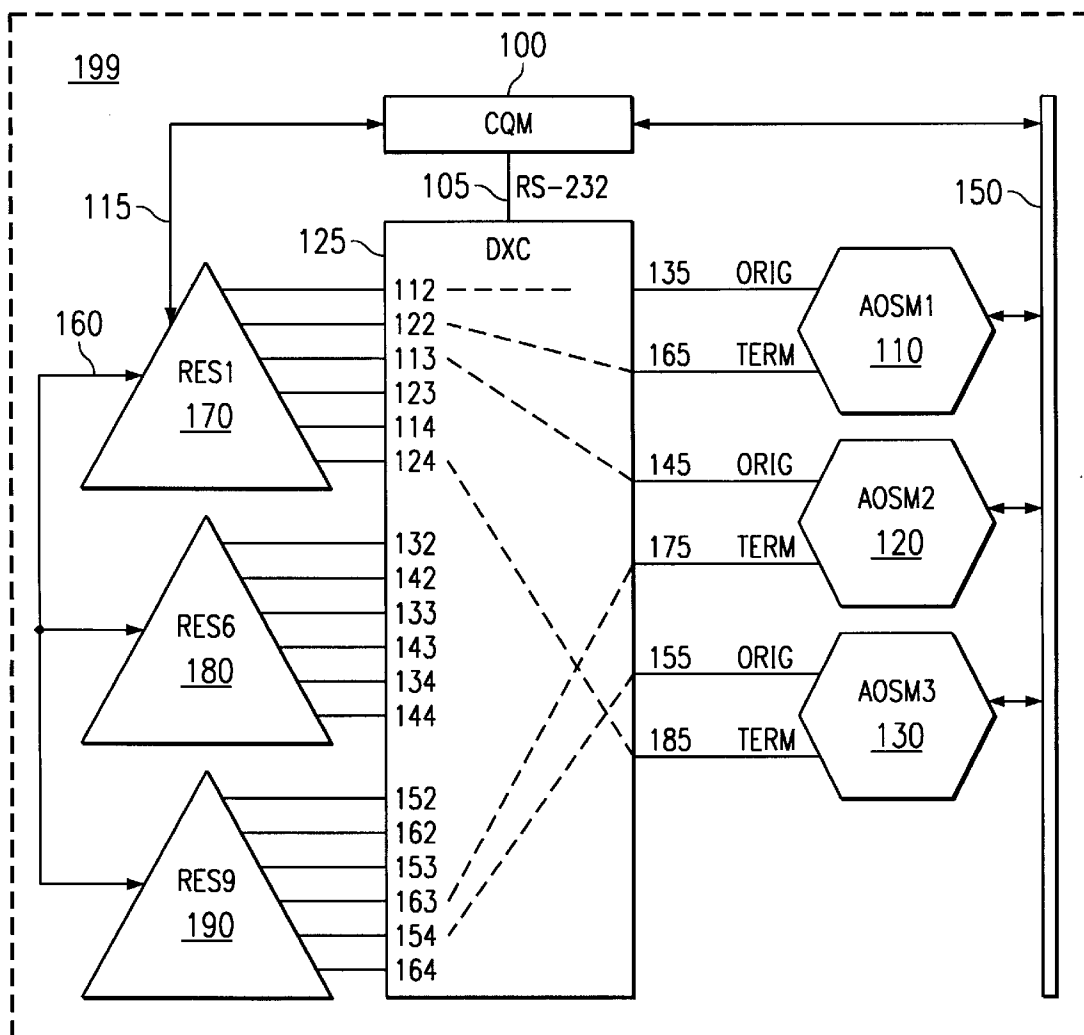 199
100
CQM
105 RS-232
115
150
125
DXC
112
122
113
123
114
124
135 ORIG
165 TERM
AOSM1
110
160
RES1
170
145 ORIG
175 TERM
AOSM2
120
132
142
133
143
134
144
RES6
180
155 ORIG
185 TERM
AOSM3
130
152
162
153
163
154
164
RES9
190